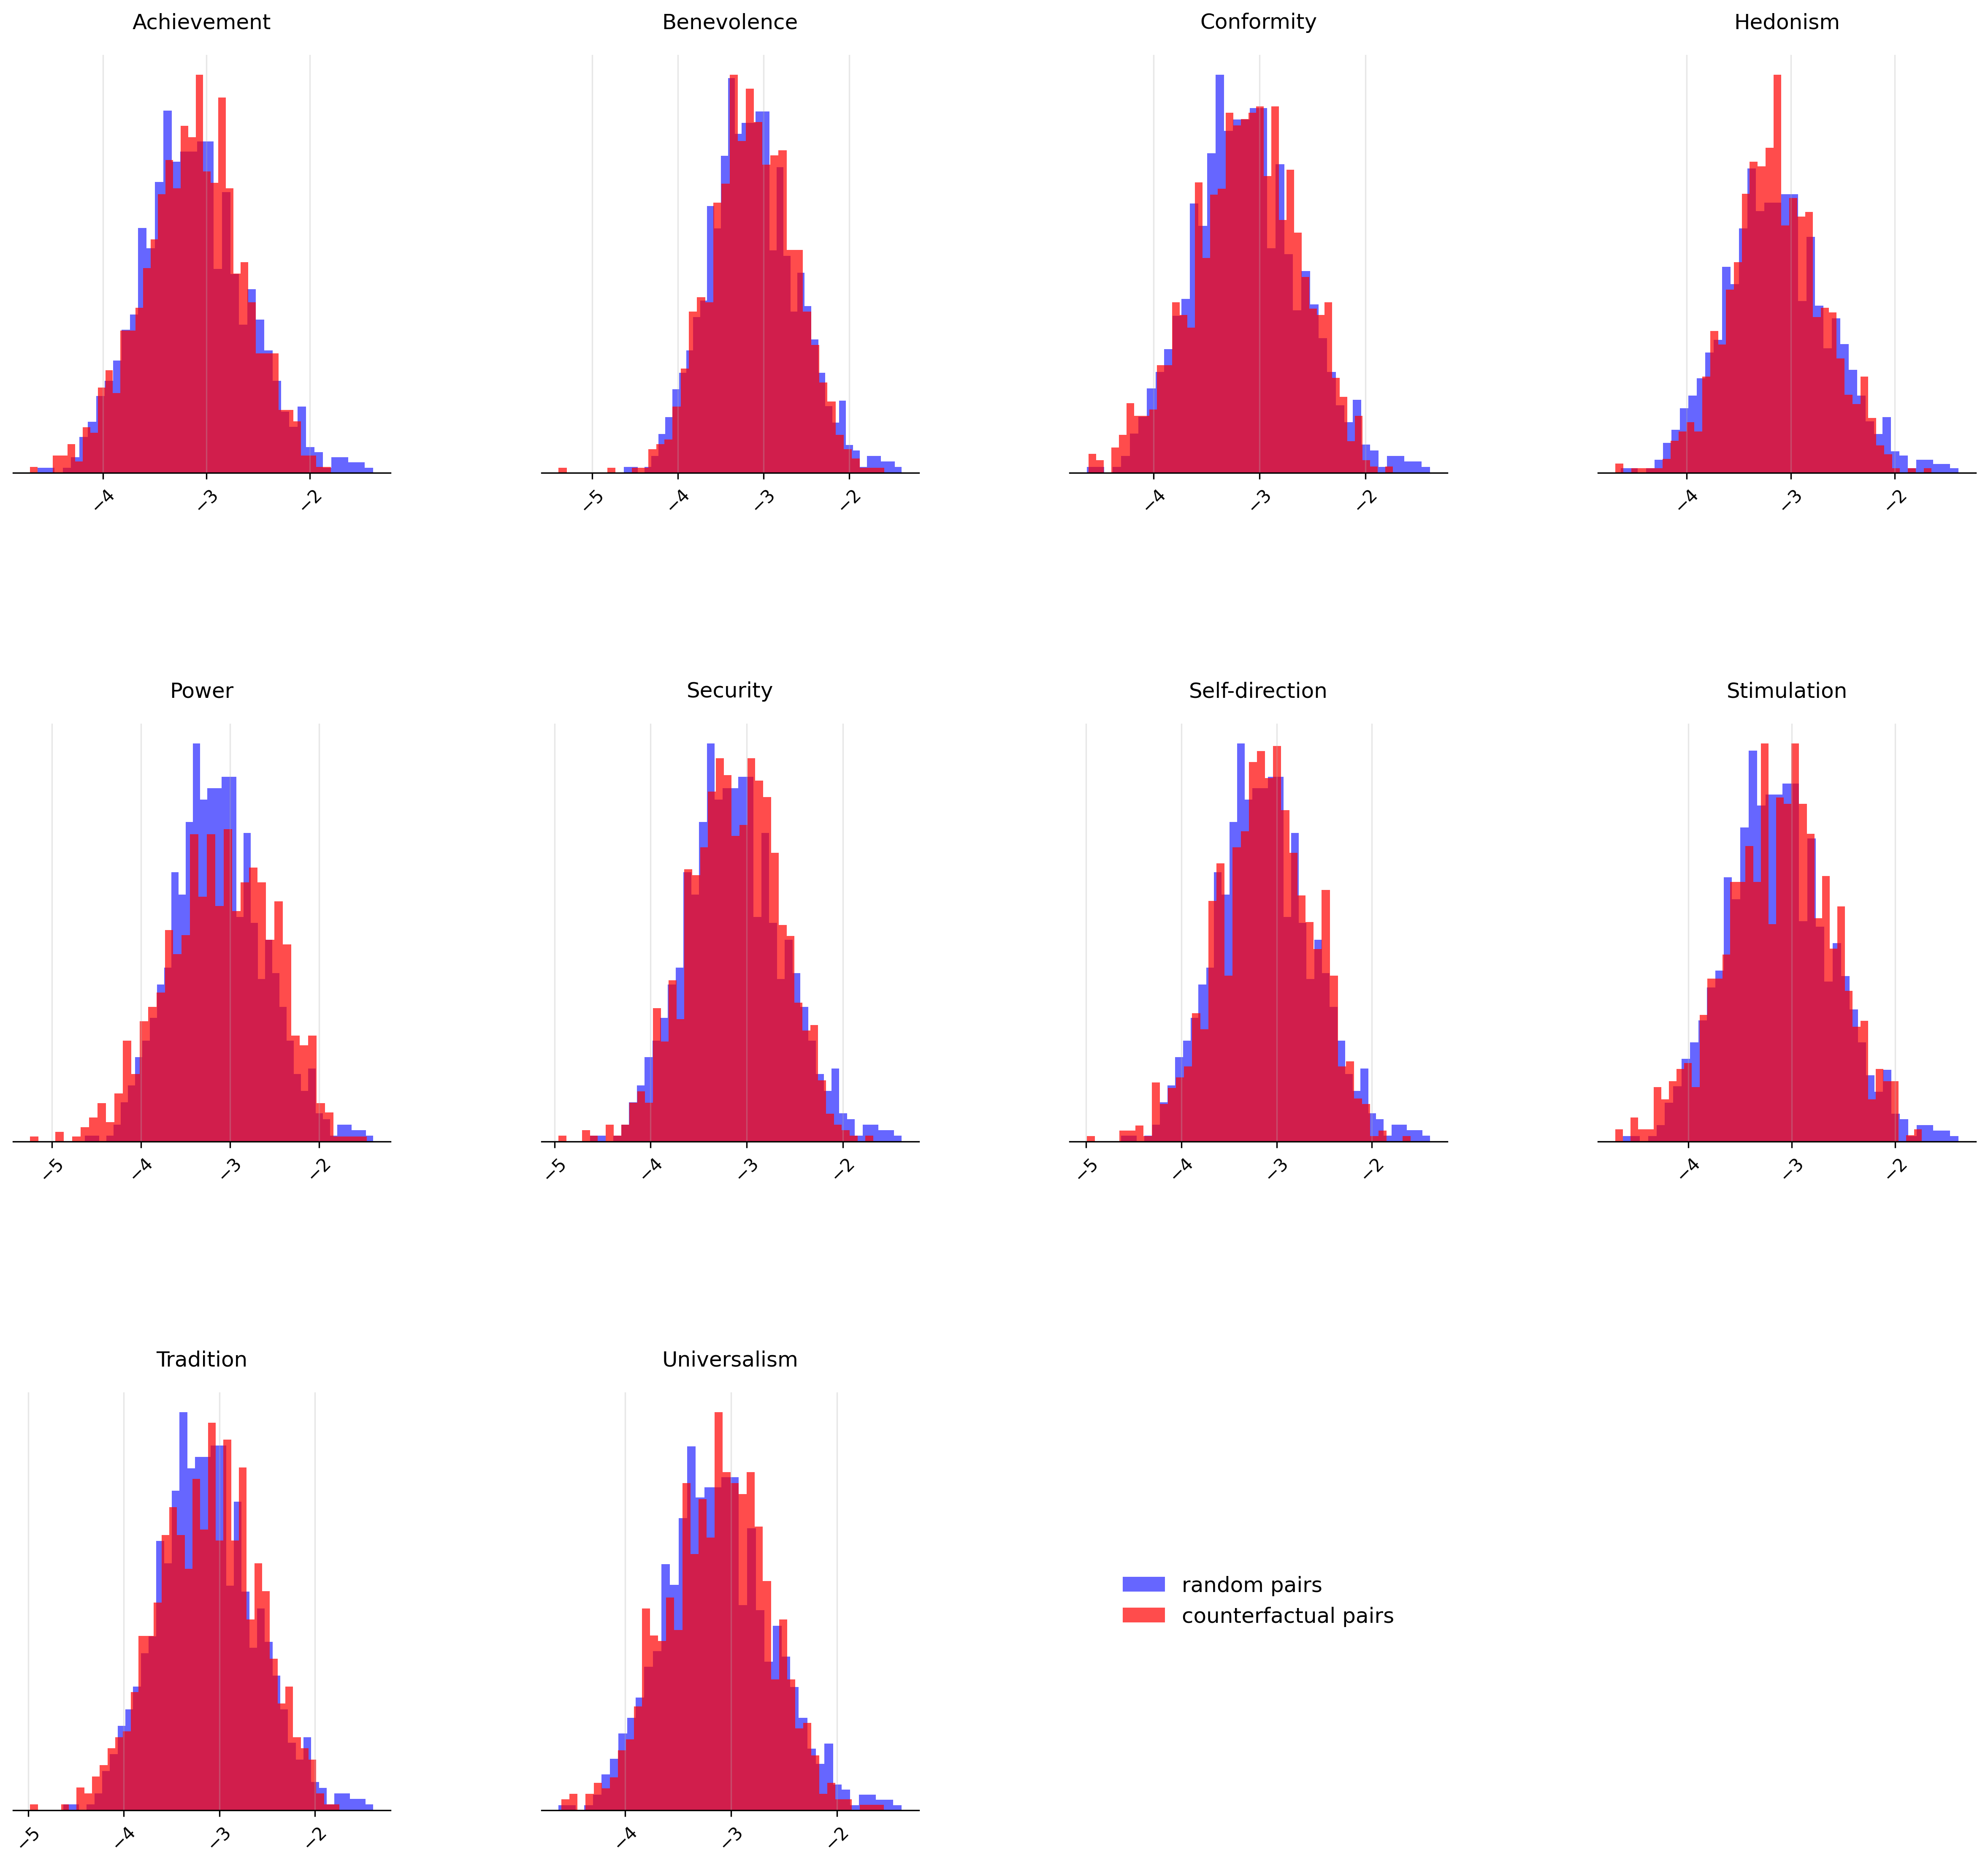 Achievement
Benevolence
Conformity
Hedonism
−4 −3 −2
−5 −4 −3 −2
−4 −3 −2
−4 −3 −2
Power
Security
Self-direction
Stimulation
−5 −4 −3 −2
−5 −4 −3 −2
−5 −4 −3 −2
−4 −3 −2
Tradition
Universalism
−5 −4 −3 −2
−4 −3 −2
random pairs
counterfactual pairs